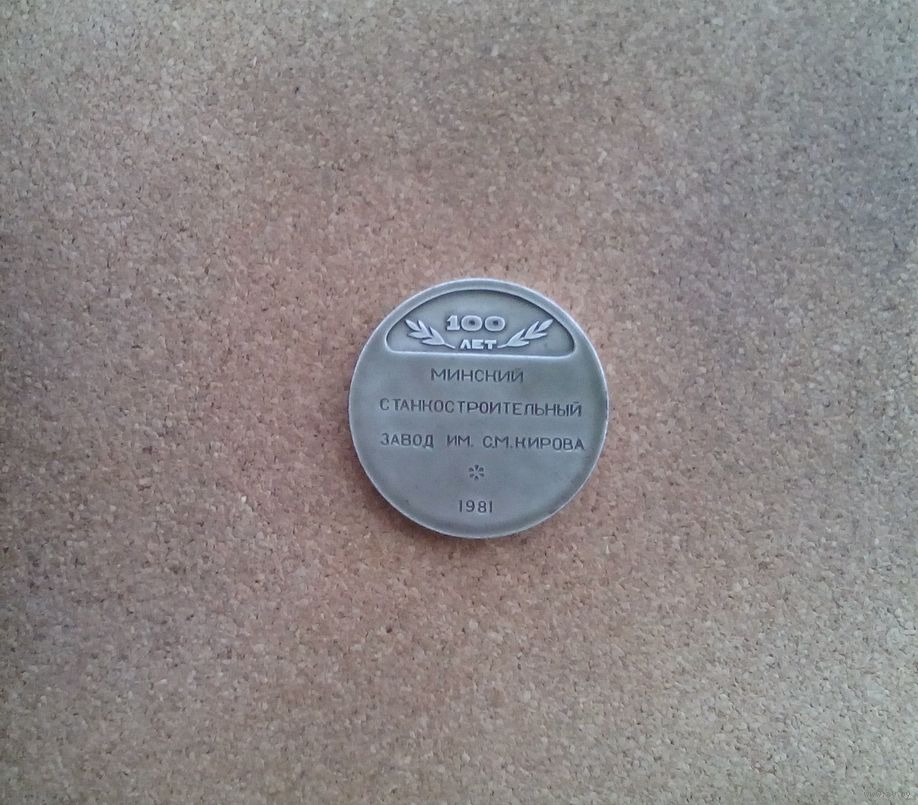 100
ЛЕТ
МИНСКИЙ
СТАНКОСТРОИТЕЛЬНЫЙ
ЗАВОД ИМ. С.М.КИРОВА
1981